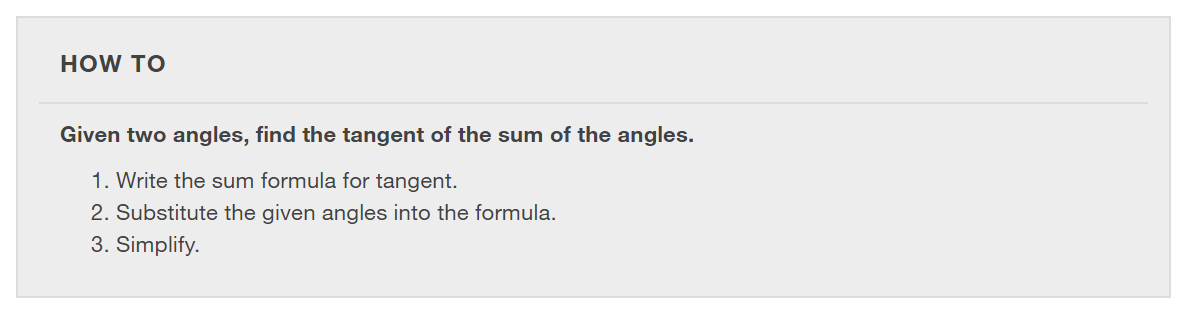 HOW TO
Given two angles, find the tangent of the sum of the angles.
1. Write the sum formula for tangent.
2. Substitute the given angles into the formula.
3. Simplify.